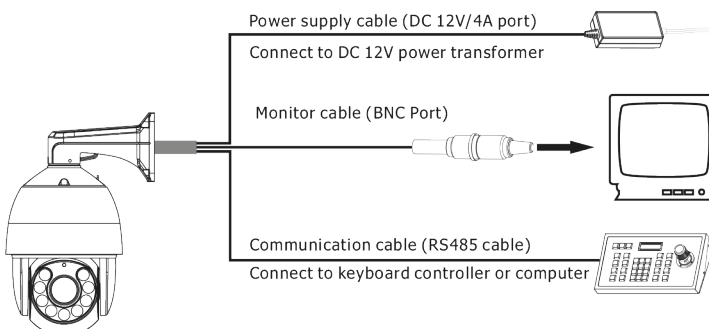 Power supply cable (DC 12V/4A port)
Connect to DC 12V power transformer
Monitor cable (BNC Port)
Communication cable (RS485 cable)
Connect to keyboard controller or computer